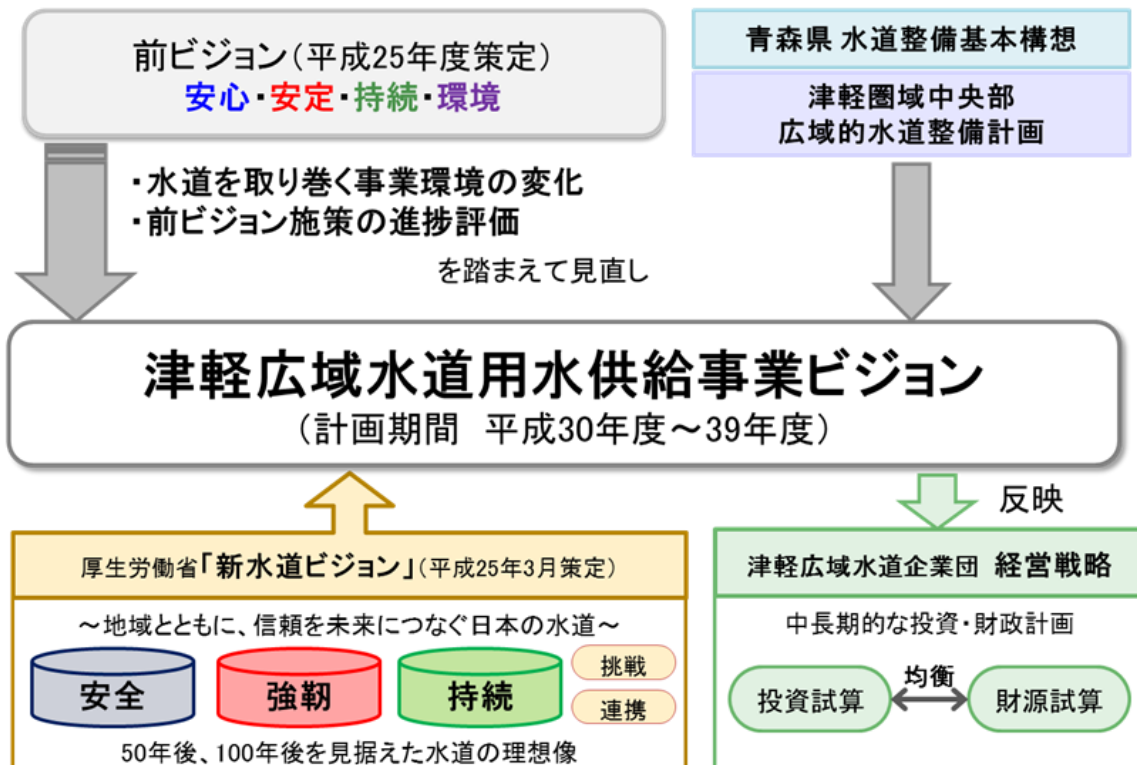 前ビジョン(平成25年度策定)
安心・安定・持続・環境
青森県 水道整備基本構想
津軽圏域中央部
広域的水道整備計画
・水道を取り巻く事業環境の変化
・前ビジョン施策の進捗評価
を踏まえて見直し
津軽広域水道用水供給事業ビジョン
(計画期間 平成30年度～39年度)
反映
厚生労働省「新水道ビジョン」(平成25年3月策定)
～地域とともに、信頼を未来につなぐ日本の水道～
安全
強靭
持続
挑戦
連携
50年後、100年後を見据えた水道の理想像
津軽広域水道企業団 経営戦略
中長期的な投資・財政計画
投資試算
均衡
財源試算